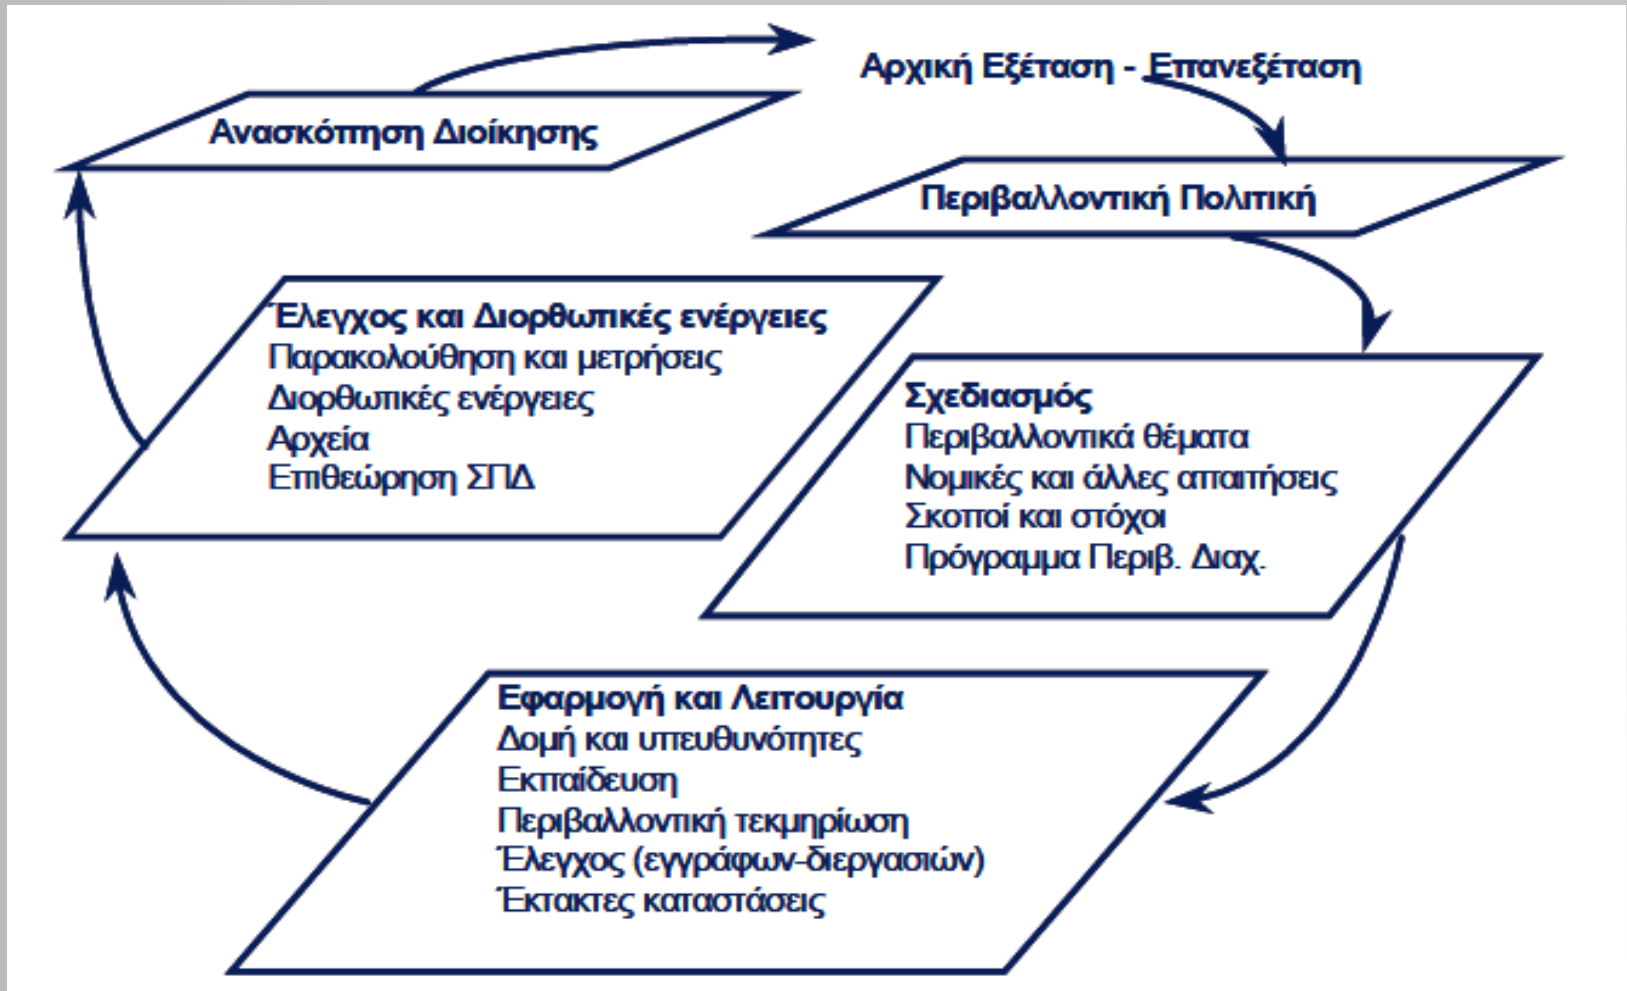 Αρχική Εξέταση - Επανεξέταση
Ανασκόπηση Διοίκησης
Περιβαλλοντική Πολιτική
Έλεγχος και Διορθωτικές ενέργειες
Παρακολούθηση και μετρήσεις
Διορθωτικές ενέργειες
Αρχεία
Επιθεώρηση ΣΠΔ
Σχεδιασμός
Περιβαλλοντικά θέματα
Νομικές και άλλες απαιτήσεις
Σκοποί και στόχοι
Πρόγραμμα Περιβ. Διαχ.
Εφαρμογή και Λειτουργία
Δομή και υπευθυνότητες
Εκπαίδευση
Περιβαλλοντική τεκμηρίωση
Έλεγχος (εγγράφων-διεργασιών)
Έκτακτες καταστάσεις